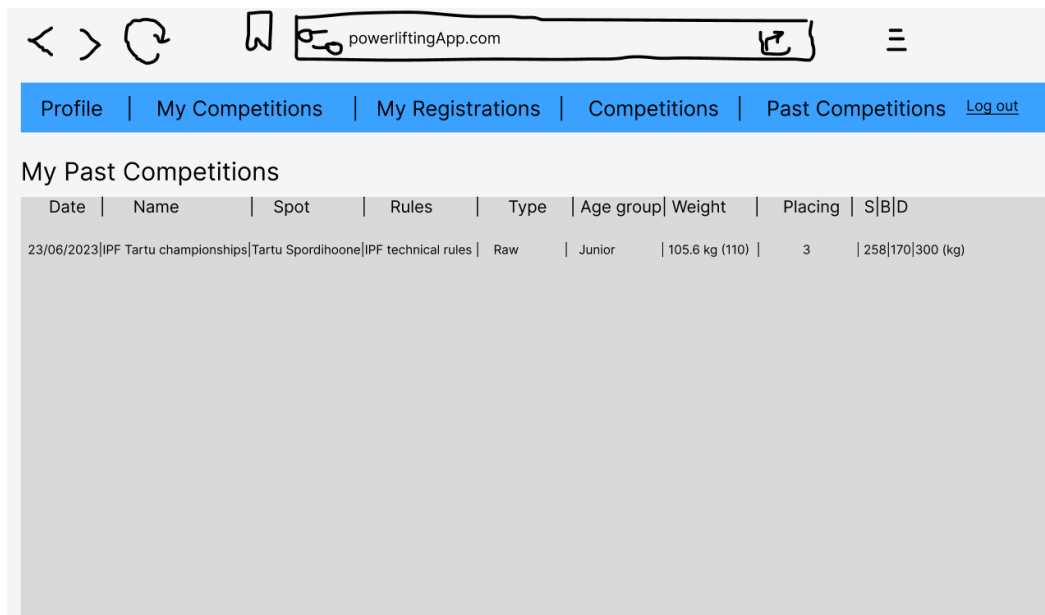 powerliftingApp.com
Profile | My Competitions | My Registrations | Competitions | Past Competitions Log out
My Past Competitions
Date | Name | Spot | Rules | Type | Age group| Weight | Placing | S|B|D
23/06/2023|IPF Tartu championships|Tartu Spordihoone|IPF technical rules | Raw | Junior | 105.6 kg (110) | 3 | 258|170|300 (kg)